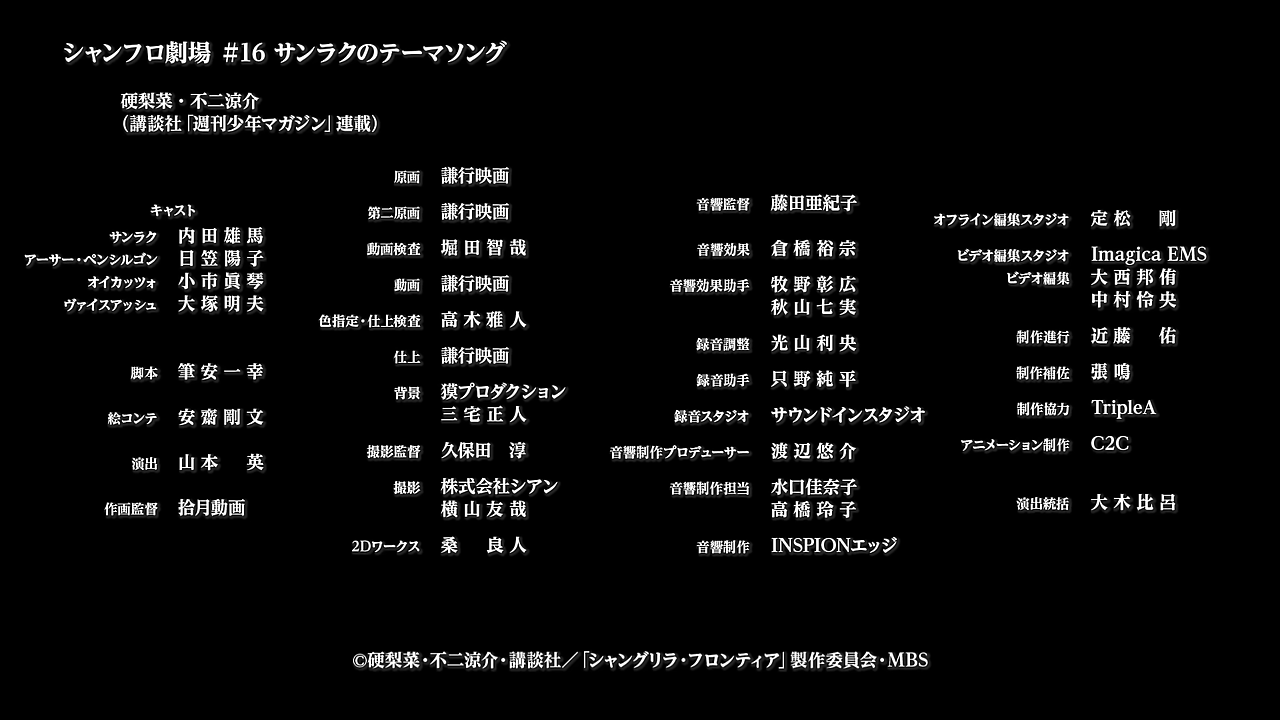 シャンフロ劇場 #16 サンラクのテーマソング
硬梨菜・不二涼介
（講談社「週刊少年マガジン」連載）
キャスト
サンラク 内田雄馬
アーサー・ペンシルゴン 日笠陽子
オイカッツォ 小市眞琴
ヴァイスアッシュ 大塚明夫
脚本 筆安一幸
絵コンテ 安齋剛文
演出 山本 英
作画監督 拾月動画
原画 謙行映画
第二原画 謙行映画
動画検査 堀田智哉
動画 謙行映画
色指定・仕上検査 高木雅人
仕上 謙行映画
背景 獏プロダクション
三宅正人
撮影監督 久保田 淳
撮影 株式会社シアン
横山友哉
2Dワークス 桑 良人
音響監督 藤田亜紀子
音響効果 倉橋裕宗
音響効果助手 牧野彰広
秋山七実
録音調整 光山利央
録音助手 只野純平
録音スタジオ サウンドインスタジオ
音響制作プロデューサー 渡辺悠介
音響制作担当 水口佳奈子
高橋玲子
音響制作 INSPIONエッジ
オフライン編集スタジオ 定松 剛
ビデオ編集スタジオ Imagica EMS
ビデオ編集 大西邦侑
中村怜央
制作進行 近藤 佑
制作補佐 張鳴
制作協力 TripleA
アニメーション制作 C2C
演出統括 大木比呂
©硬梨菜・不二涼介・講談社／「シャングリラ・フロンティア」製作委員会・MBS